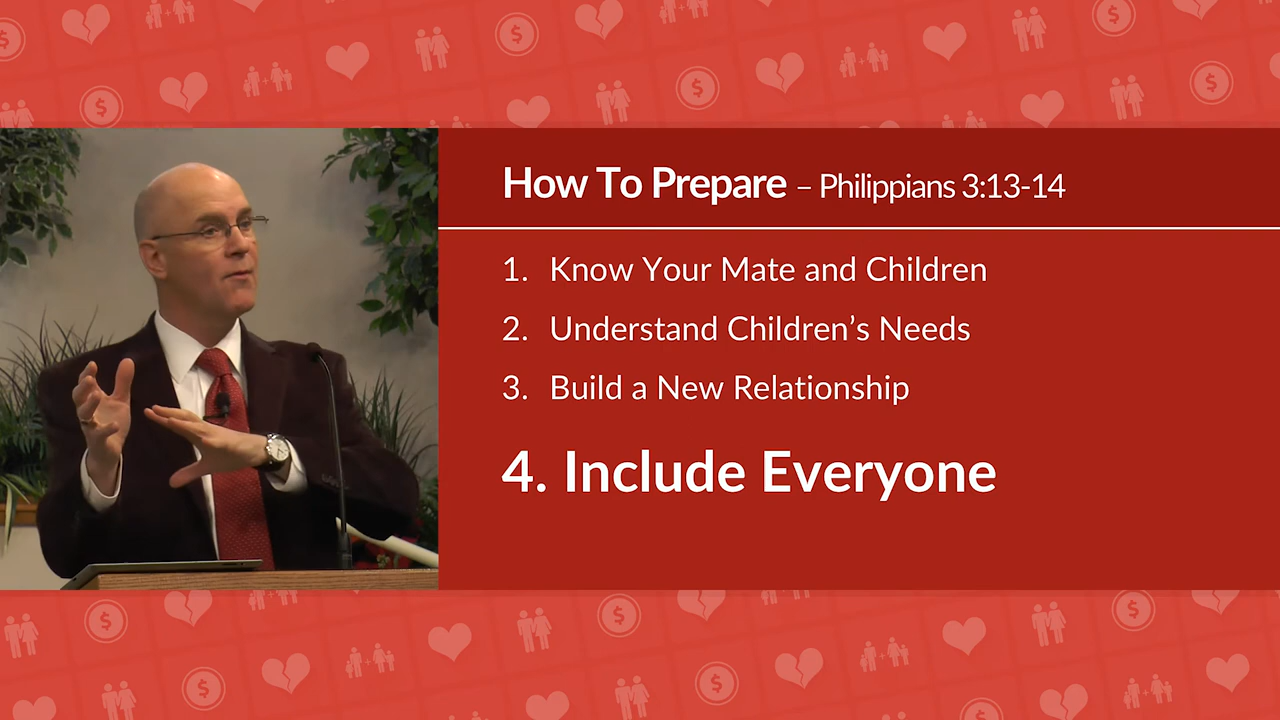 How To Prepare – Philippians 3:13-14
1. Know Your Mate and Children
2. Understand Children’s Needs
3. Build a New Relationship
4. Include Everyone